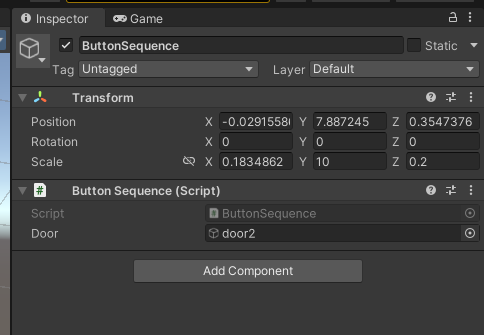 Inspector Game
ButtonSequence Static
Tag Untagged Layer Default
Transform
Position X -0.0291558 Y 7.887245 Z 0.3547376
Rotation X 0 Y 0 Z 0
Scale X 0.1834862 Y 10 Z 0.2
# Button Sequence (Script)
Script # ButtonSequence
Door door2
Add Component